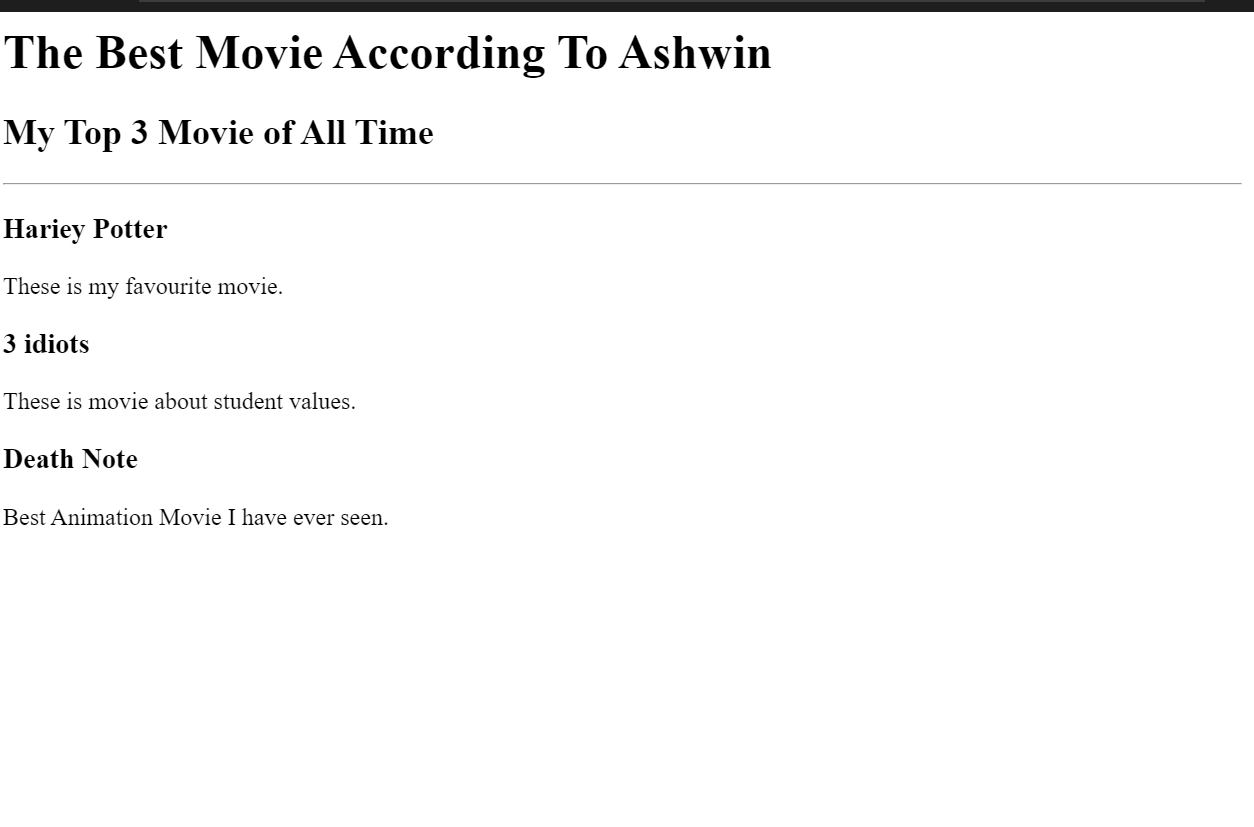 The Best Movie According To Ashwin
My Top 3 Movie of All Time
Hariey Potter
These is my favourite movie.
3 idiots
These is movie about student values.
Death Note
Best Animation Movie I have ever seen.